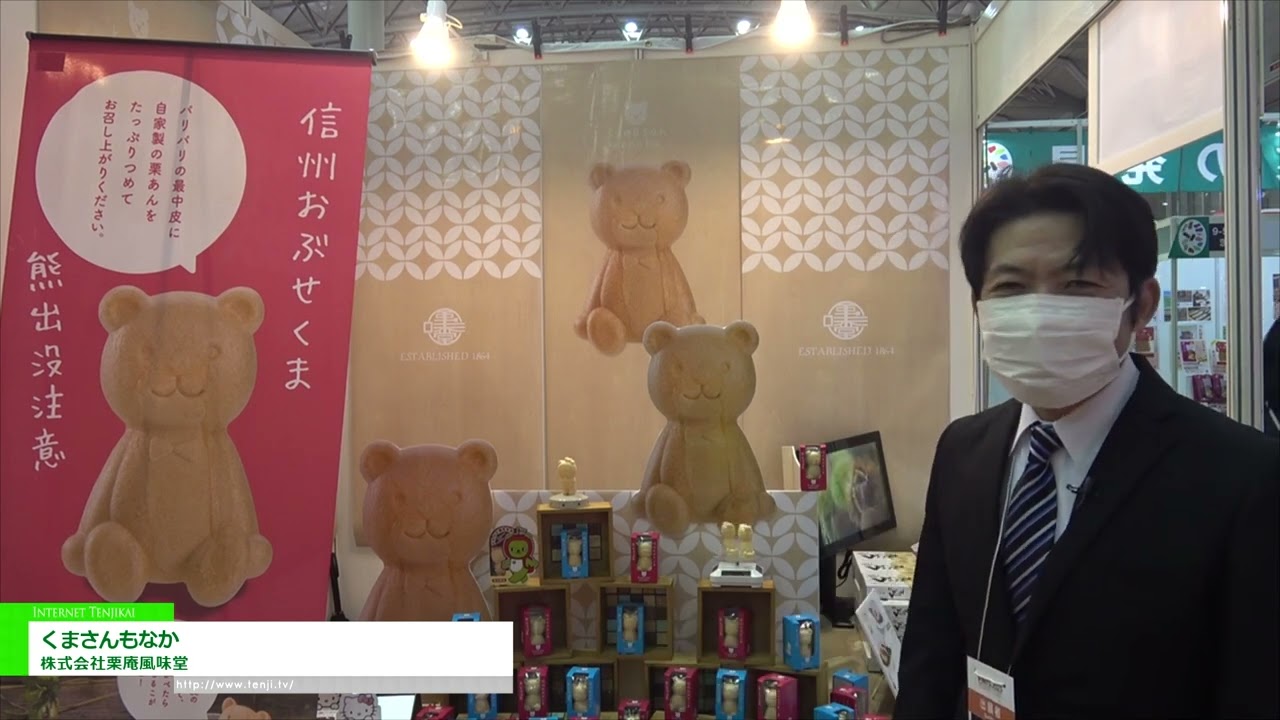 信州おぶせくま
パリパリの最中皮に
自家製の栗あんを
たっぷりつめて
お召し上がりください。
熊出没注意
ESTABLISHED 1864
ESTABLISHED 1864
INTERNET TENJIKAI
くまさんもなか
株式会社栗庵風味堂
http://www.tenji.tv/